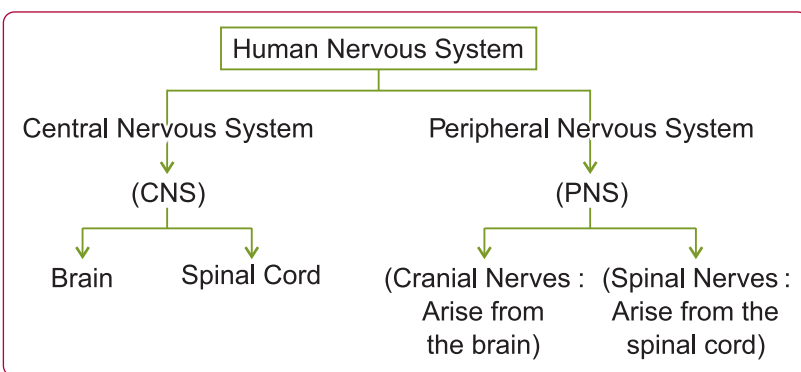 Human Nervous System
Central Nervous System
Peripheral Nervous System
(CNS)
(PNS)
Brain
Spinal Cord
(Cranial Nerves :
Arise from
the brain)
(Spinal Nerves :
Arise from the
spinal cord)